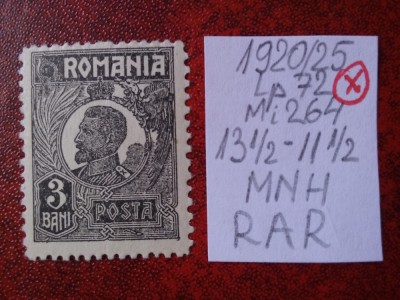 ROMANIA
3
BANI
POSTA
1920/25
Lp 72 X
Mi 264
13 1/2 - 11 1/2
MNH
RAR